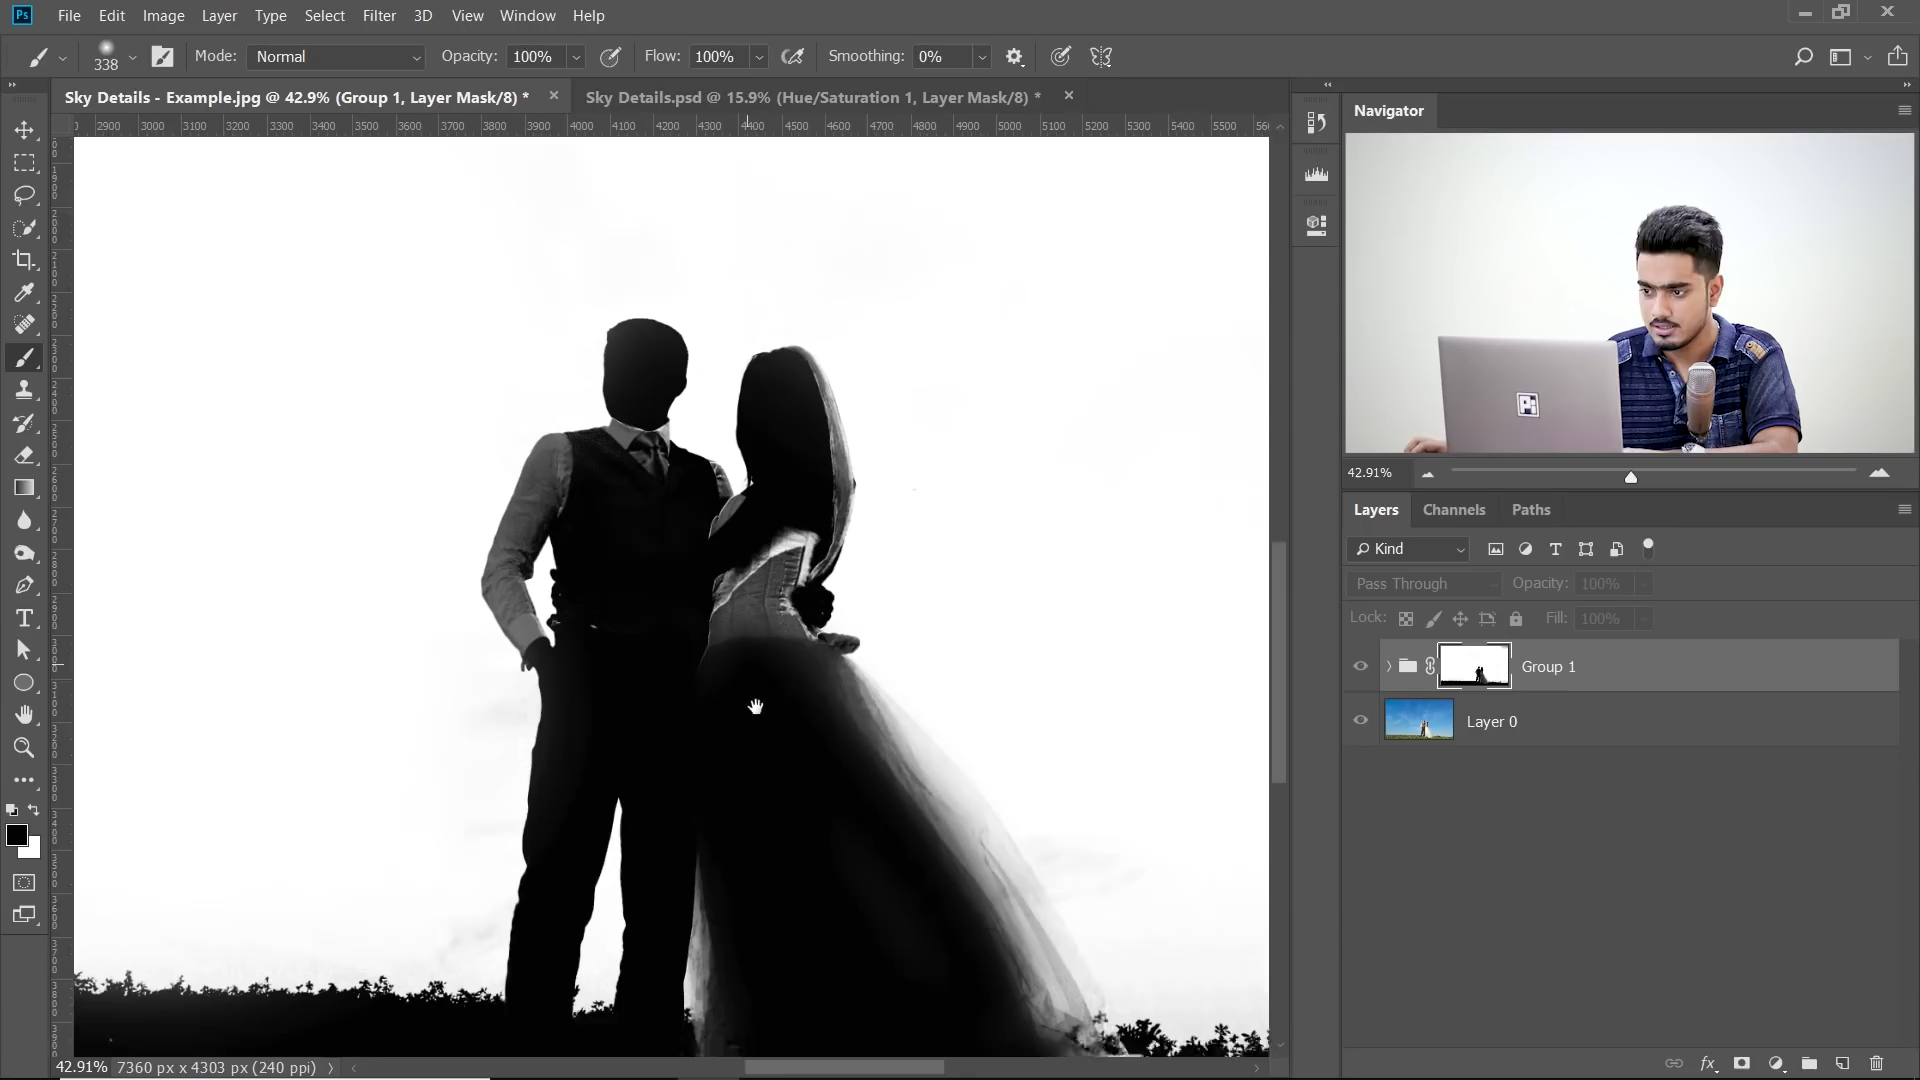 Ps File Edit Image Layer Type Select Filter 3D View Window Help
338 Mode: Normal Opacity: 100% Flow: 100% Smoothing: 0%
Sky Details - Example.jpg @ 42.9% (Group 1, Layer Mask/8) * Sky Details.psd @ 15.9% (Hue/Saturation 1, Layer Mask/8) *
2900 3000 3100 3200 3300 3400 3500 3600 3700 3800 3900 4000 4100 4200 4300 4400 4500 4600 4700 4800 4900 5000 5100 5200 5300 5400 5500
Navigator
42.91%
Layers Channels Paths
Kind
Pass Through Opacity: 100%
Lock: Fill: 100%
Group 1
Layer 0
42.91% 7360 px x 4303 px (240 ppi)